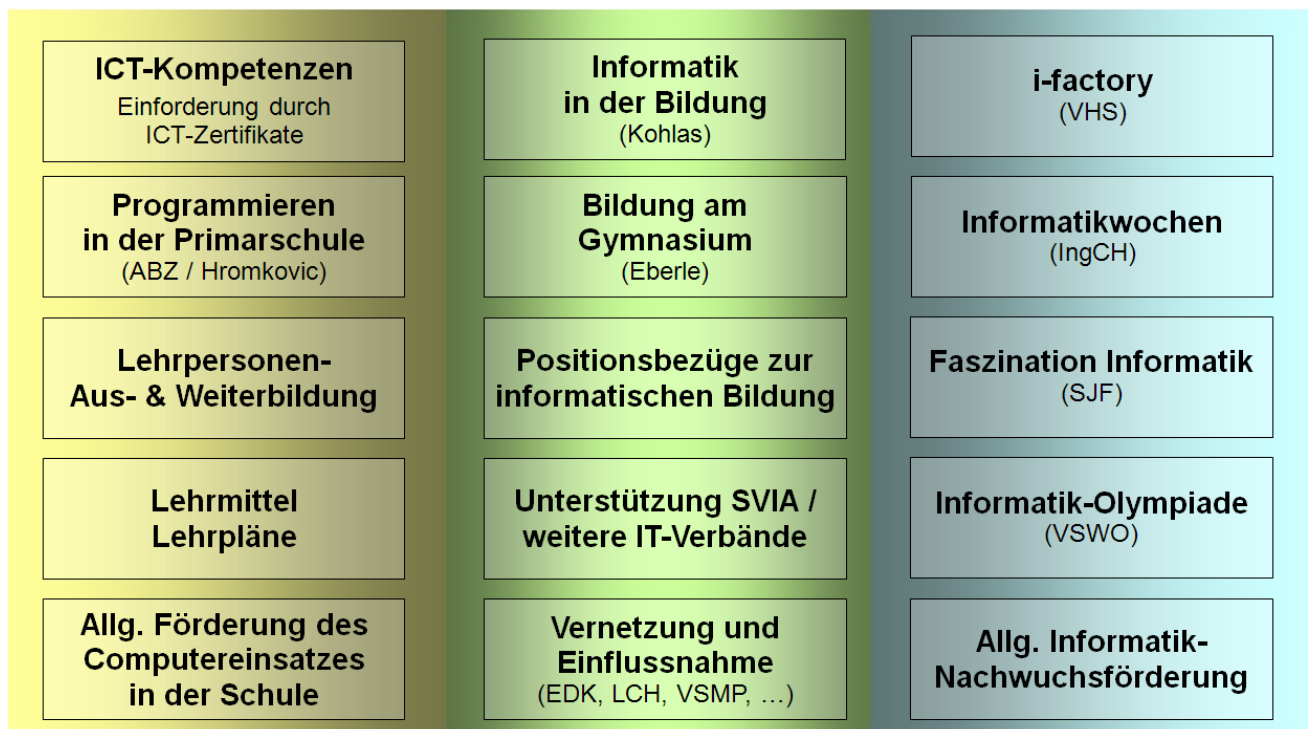 ICT-Kompetenzen
Einforderung durch
ICT-Zertifikate
Programmieren
in der Primarschule
(ABZ / Hromkovic)
Lehrpersonen-
Aus- & Weiterbildung
Lehrmittel
Lehrpläne
Allg. Förderung des
Computereinsatzes
in der Schule
Informatik
in der Bildung
(Kohlas)
Bildung am
Gymnasium
(Eberle)
Positionsbezüge zur
informatischen Bildung
Unterstützung SVIA /
weitere IT-Verbände
Vernetzung und
Einflussnahme
(EDK, LCH, VSMP, …)
i-factory
(VHS)
Informatikwochen
(IngCH)
Faszination Informatik
(SJF)
Informatik-Olympiade
(VSWO)
Allg. Informatik-
Nachwuchsförderung